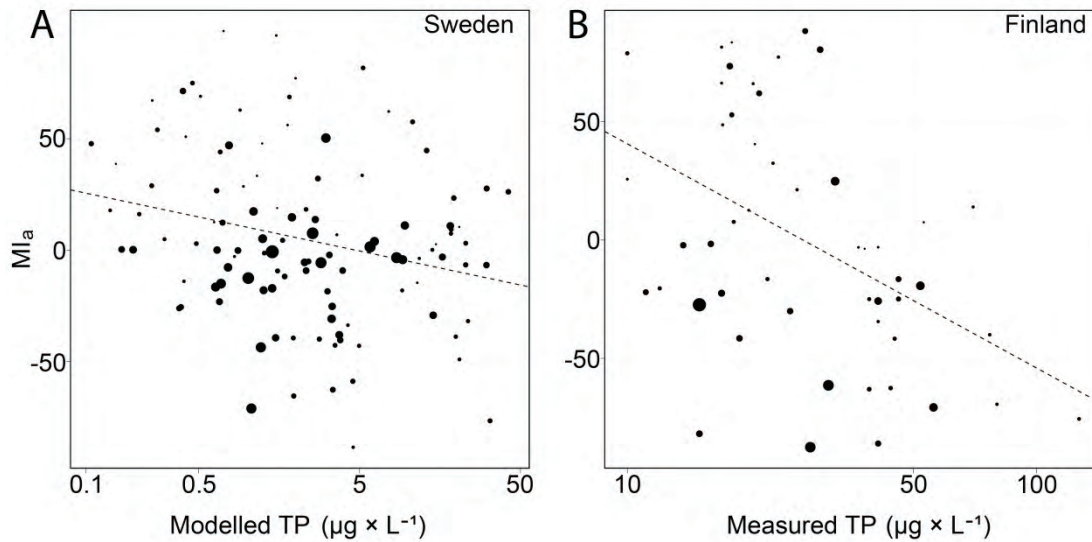 A
Sweden
MIₐ
50
0
-50
0.1
0.5
5
50
Modelled TP (µg × L⁻¹)
B
Finland
50
0
-50
10
50
100
Measured TP (µg × L⁻¹)